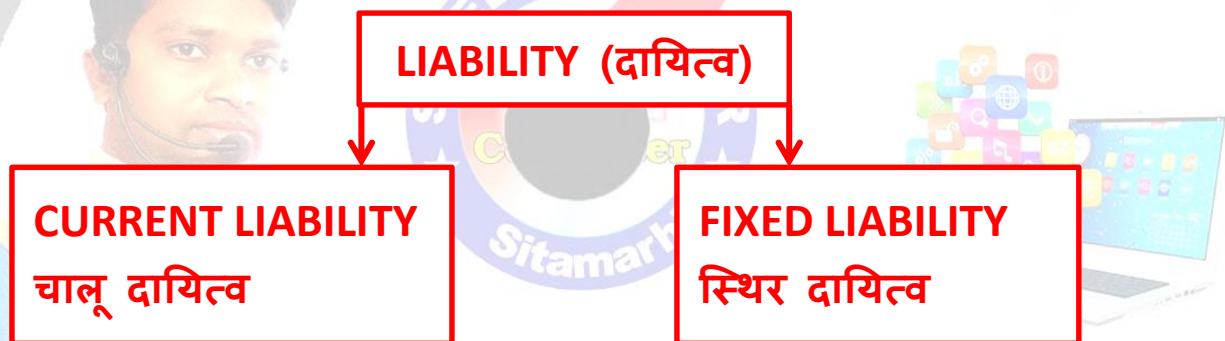 LIABILITY (दायित्व)
CURRENT LIABILITY
चालू दायित्व
FIXED LIABILITY
स्थिर दायित्व